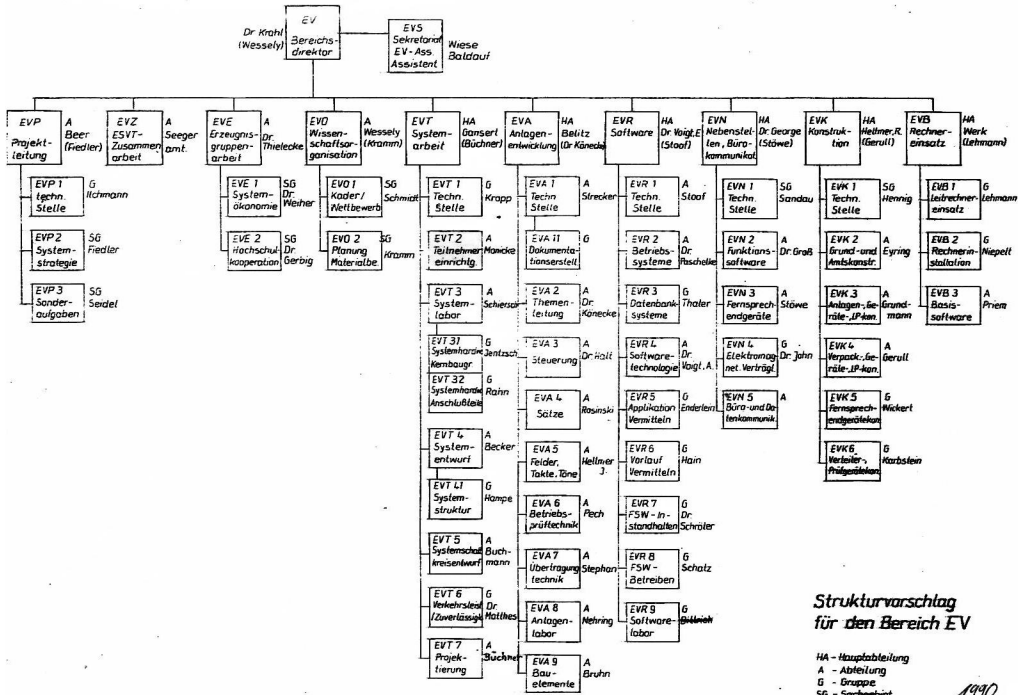 EV
Bereichs-
direktor
Dr Krahl
(Wessely)
EVS
Sekretariat
EV-Ass.
Assistent
Wiese
Baldauf
EVP
Projekt-
leitung
A
Beer
(Fiedler)
EVZ
ESVT-
Zusammen
arbeit
A
Seeger
amt.
EVE
Erzeugnis-
gruppen-
arbeit
A
Dr.
Thielecke
EVO
Wissen-
schaftsor-
ganisation
A
Wessely
(Kramm)
EVT
System-
arbeit
HA
Gansert
(Büchner)
EVA
Anlagen-
entwicklung
HA
Belitz
(Dr Känecke)
EVR
Software
HA
Dr Voigt,E
(Stoof)
EVN
Nebenstel-
len, Büro-
kommunikat.
HA
Dr. George
(Stöwe)
EVK
Konstruk-
tion
HA
Hellmer,R.
(Gerull)
EVB
Rechner-
einsatz
HA
Werk
(Lehmann)
EVP 1
techn.
Stelle
G
Ilchmann
EVP 2
System-
strategie
SG
Fiedler
EVP 3
Sonder-
aufgaben
SG
Seidel
EVE 1
System-
ökonomie
SG
Dr
Weiher
EVE 2
Hochschul-
kooperation
SG
Dr
Gerbig
EVO 1
Kader/
Wettbewerb
SG
Schmidt
EVO 2
Planung
Materialbe.
SG
Kramm
EVT 1
Techn.
Stelle
G
Krapp
EVT 2
Teilnehmer
einrichtg.
A
Manicke
EVT 3
System-
labor
A
EVT 31
Systemhardw
Kernbaugr.
G
Jentzsch
EVT 32
Systemhardw
Anschlußteile
G
Rahn
EVT 4
System-
entwurf
A
Becker
EVT 41
System-
struktur
G
Hampe
EVT 5
Systemschalt
kreisentwurf
A
Buch-
mann
EVT 6
Verkehrsleist
/Zuverlässigk
G
Dr.
Matthes
EVT 7
Projek-
tierung
A
Büchner
EVA 1
Techn
Stelle
A
Strecker
EVA 11
Dokumenta-
tionserstell
G
EVA 2
Themen-
leitung
A
Dr.
Känecke
EVA 3
Steuerung
A
EVA 4
Sätze
A
Rosinski
EVA 5
Felder,
Takte, Töne
A
Hellmer
J.
EVA 6
Betriebs-
prüftechnik
A
Pech
EVA 7
Übertragung
technik
A
Stephan
EVA 8
Anlagen-
labor
A
Nehring
EVA 9
Bau-
elemente
A
Bruhn
EVR 1
Techn.
Stelle
A
Stoof
EVR 2
Betriebs-
systeme
A
Dr.
Paschelke
EVR 3
Datenbank
systeme
G
Thaler
EVR 4
Software-
technologie
A
Dr.
Voigt, A.
EVR 5
Applikation
Vermitteln
G
Enderlein
EVR 6
Vorlauf
Vermitteln
G
Hain
EVR 7
FSW-In-
standhalten
G
Dr.
Schröter
EVR 8
FSW-
Betreiben
G
Schatz
EVR 9
Software-
labor
G
EVN 1
Techn.
Stelle
SG
Sandau
EVN 2
Funktions-
software
A
Dr. Groß
EVN 3
Fernsprech
endgeräte
A
Stöwe
EVN 4
Elektromag-
net. Verträgl.
G
Dr. John
EVN 5
Büro-und Da
tenkommunik.
A
EVK 1
Techn.
Stelle
SG
Hennig
EVK 2
Grund-und
Amtskonstr.
A
Eyring
EVK 3
Anlagen-,Ge-
räte-,LP-kon.
A
Grund-
mann
EVK 4
Verpack.,Ge-
räte-,LP-kon.
A
Gerull
EVK 5
Fernsprech-
endgerätekon.
G
Wickert
EVK 6
Verteiler-,
Prüfgerätekon.
G
Karbstein
EVB 1
Leitrechner-
einsatz
G
Lehmann
EVB 2
Rechnerin-
stallation
G
Niepelt
EVB 3
Basis-
software
A
Priem
Strukturvorschlag
für den Bereich EV
HA - Hauptabteilung
A - Abteilung
G - Gruppe
SG - Sachgebiet
1990